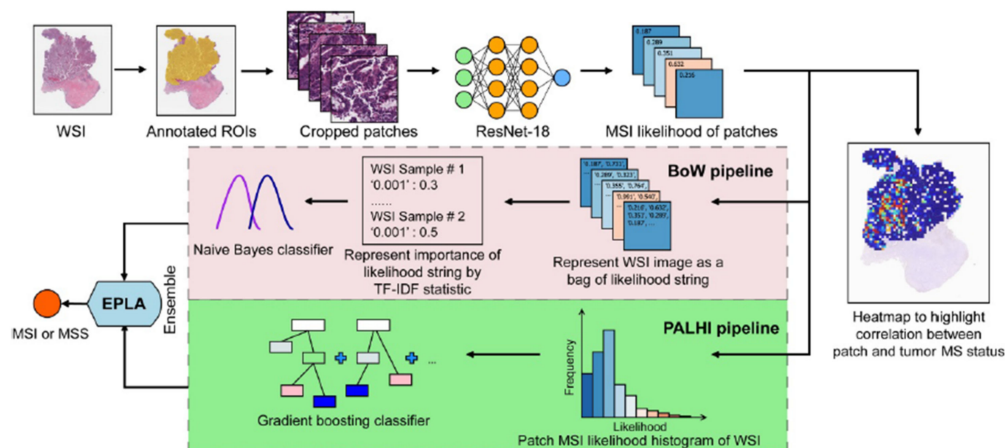 WSI
Annotated ROIs
Cropped patches
ResNet-18
MSI likelihood of patches
0.187
0.289
0.351
0.632
0.216
BoW pipeline
WSI Sample # 1
'0.001' : 0.3
......
WSI Sample # 2
'0.001' : 0.5
Naive Bayes classifier
Represent importance of
likelihood string by
TF-IDF statistic
Represent WSI image as a
bag of likelihood string
Heatmap to highlight
correlation between
patch and tumor MS status
EPLA
Ensemble
MSI or MSS
PALHI pipeline
...
Gradient boosting classifier
Frequency
Likelihood
Patch MSI likelihood histogram of WSI